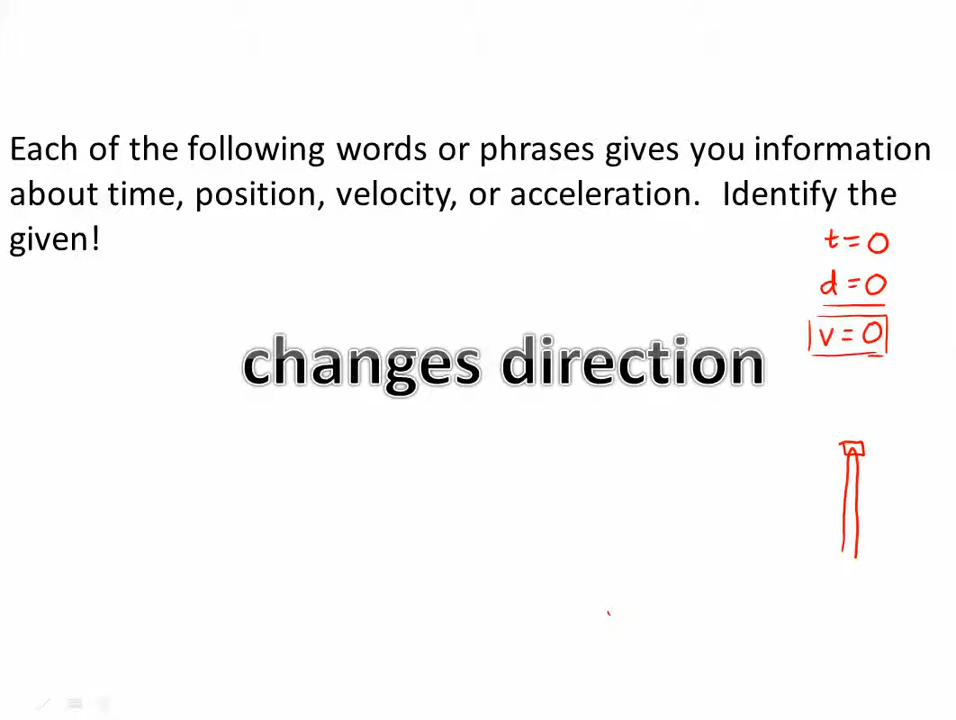 Each of the following words or phrases gives you information
about time, position, velocity, or acceleration. Identify the
given!
t=0
d=0
v=0
changes direction